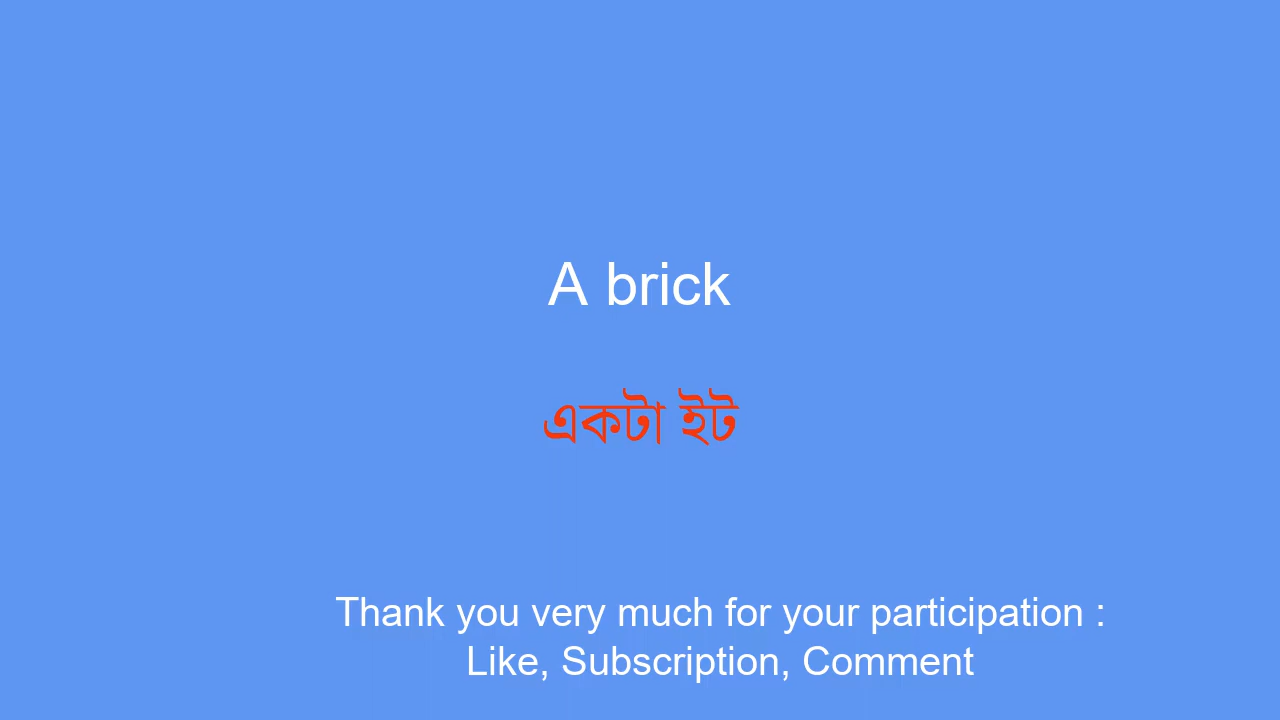 A brick
একটা ইট
Thank you very much for your participation :
Like, Subscription, Comment